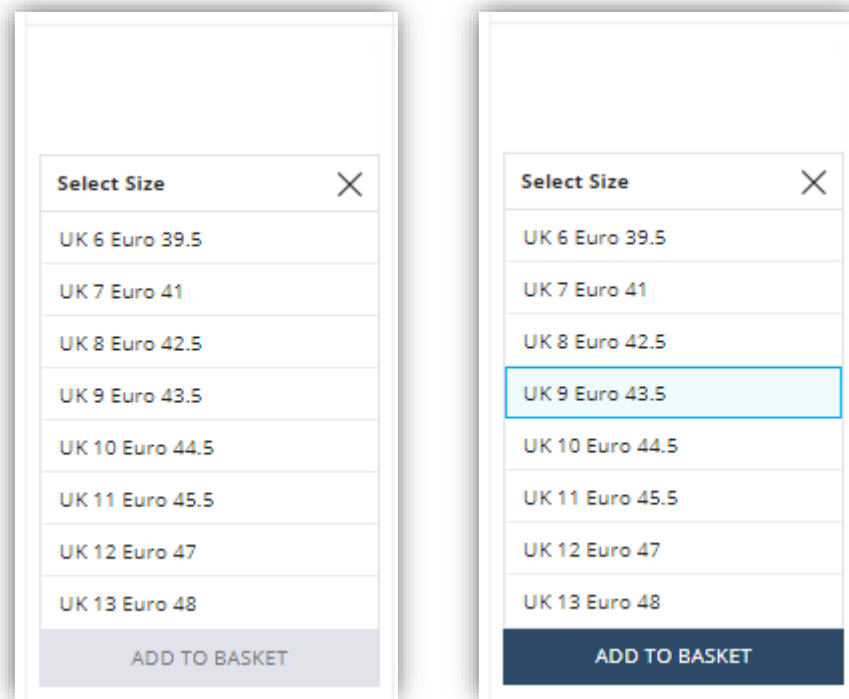 Select Size
UK 6 Euro 39.5
UK 7 Euro 41
UK 8 Euro 42.5
UK 9 Euro 43.5
UK 10 Euro 44.5
UK 11 Euro 45.5
UK 12 Euro 47
UK 13 Euro 48
ADD TO BASKET
Select Size
UK 6 Euro 39.5
UK 7 Euro 41
UK 8 Euro 42.5
UK 9 Euro 43.5
UK 10 Euro 44.5
UK 11 Euro 45.5
UK 12 Euro 47
UK 13 Euro 48
ADD TO BASKET